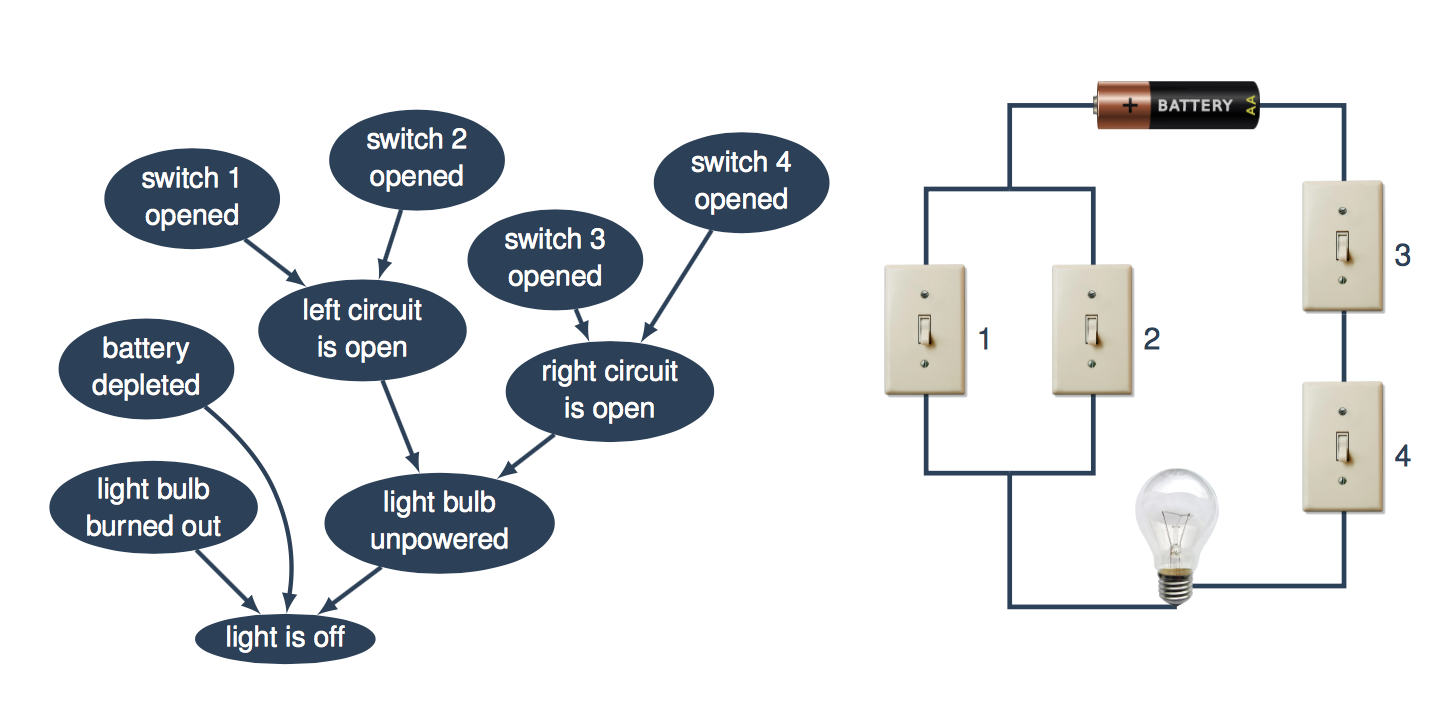 switch 1
opened
switch 2
opened
switch 3
opened
switch 4
opened
left circuit
is open
right circuit
is open
battery
depleted
light bulb
burned out
light bulb
unpowered
light is off
+ BATTERY AA
1
2
3
4